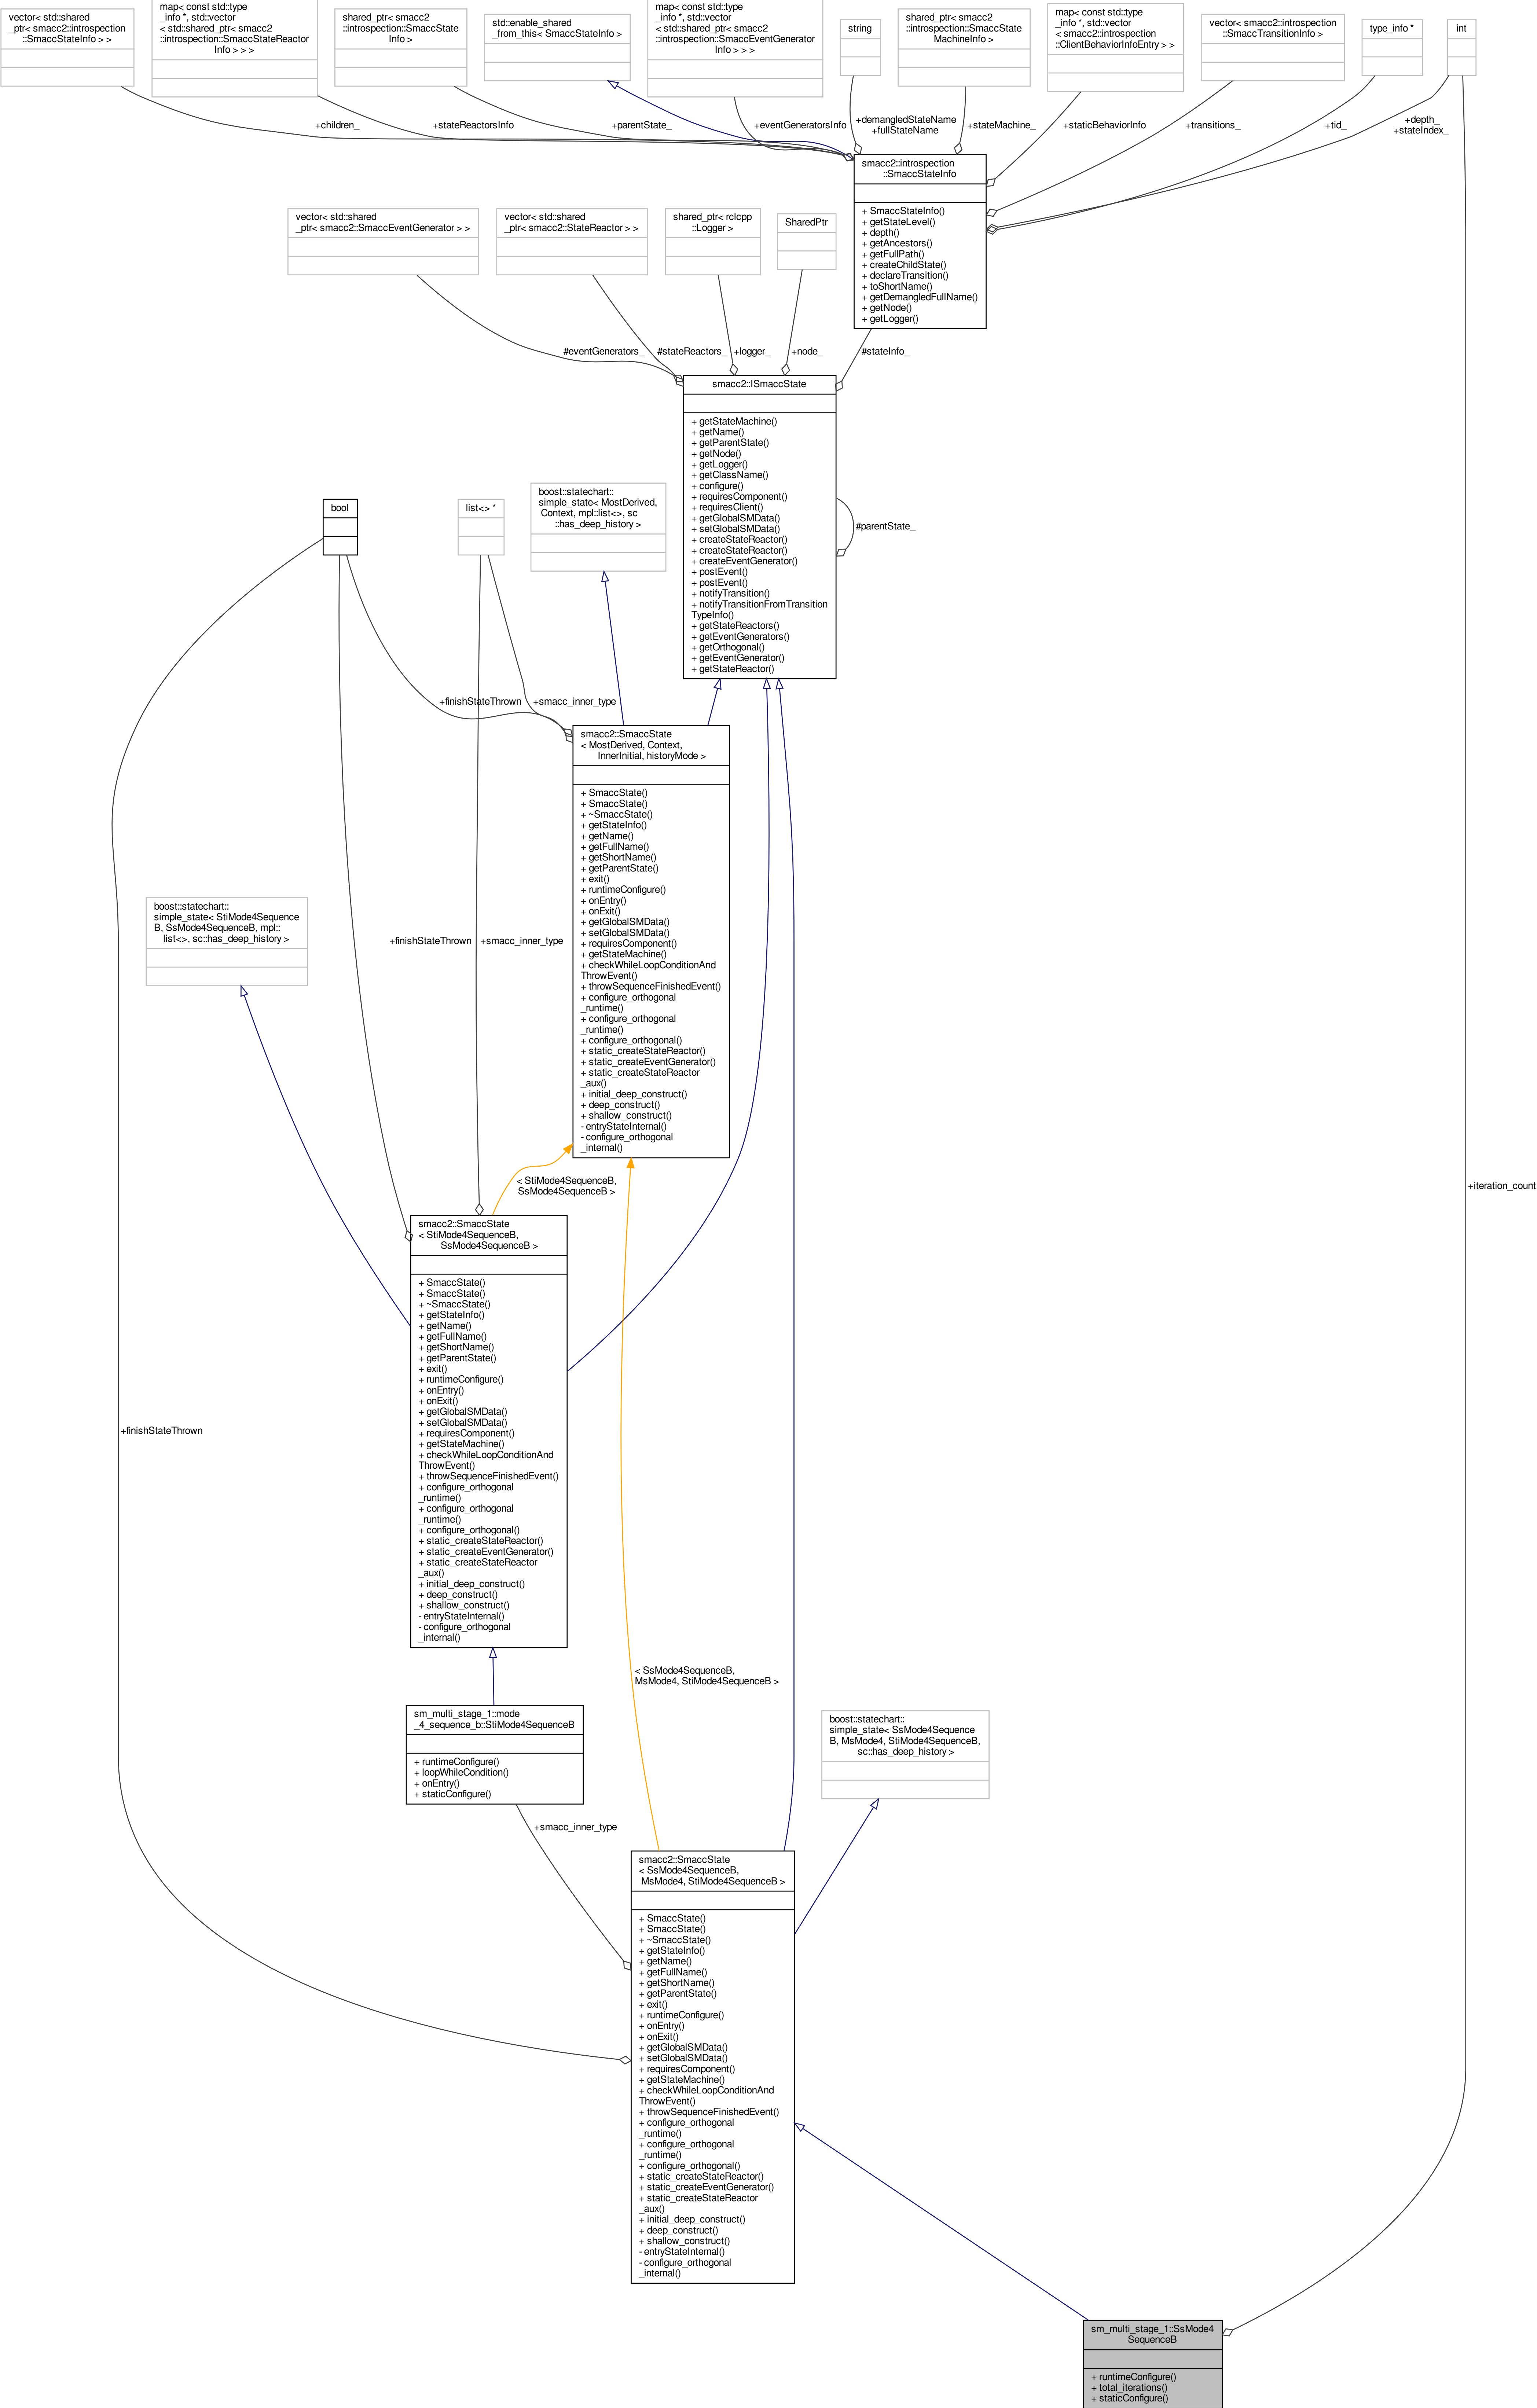 vector< std::shared
_ptr< smacc2::introspection
::SmaccStateInfo > >
map< const std::type
_info *, std::vector
< std::shared_ptr< smacc2
::introspection::SmaccStateReactor
Info > > >
shared_ptr< smacc2
::introspection::SmaccState
Info >
std::enable_shared
_from_this< SmaccStateInfo >
map< const std::type
_info *, std::vector
< std::shared_ptr< smacc2
::introspection::SmaccEventGenerator
Info > > >
string
shared_ptr< smacc2
::introspection::SmaccState
MachineInfo >
map< const std::type
_info *, std::vector
< smacc2::introspection
::ClientBehaviorInfoEntry > >
vector< smacc2::introspection
::SmaccTransitionInfo >
type_info *
int
+children_
+stateReactorsInfo
+parentState_
+eventGeneratorsInfo
+demangledStateName
+fullStateName
+stateMachine_
+staticBehaviorInfo
+transitions_
+tid_
+depth_
+stateIndex_
smacc2::introspection
::SmaccStateInfo
+ SmaccStateInfo()
+ getStateLevel()
+ depth()
+ getAncestors()
+ getFullPath()
+ createChildState()
+ declareTransition()
+ toShortName()
+ getDemangledFullName()
+ getNode()
+ getLogger()
vector< std::shared
_ptr< smacc2::SmaccEventGenerator > >
vector< std::shared
_ptr< smacc2::StateReactor > >
shared_ptr< rclcpp
::Logger >
SharedPtr
#eventGenerators_
#stateReactors_
+logger_
+node_
#stateInfo_
smacc2::ISmaccState
+ getStateMachine()
+ getName()
+ getParentState()
+ getNode()
+ getLogger()
+ getClassName()
+ configure()
+ requiresComponent()
+ requiresClient()
+ getGlobalSMData()
+ setGlobalSMData()
+ createStateReactor()
+ createStateReactor()
+ createEventGenerator()
+ postEvent()
+ postEvent()
+ notifyTransition()
+ notifyTransitionFromTransition
TypeInfo()
+ getStateReactors()
+ getEventGenerators()
+ getOrthogonal()
+ getEventGenerator()
+ getStateReactor()
#parentState_
bool
list<> *
boost::statechart::
simple_state< MostDerived,
Context, mpl::list<>, sc
::has_deep_history >
+finishStateThrown
+smacc_inner_type
smacc2::SmaccState
< MostDerived, Context,
InnerInitial, historyMode >
+ SmaccState()
+ SmaccState()
+ ~SmaccState()
+ getStateInfo()
+ getName()
+ getFullName()
+ getShortName()
+ getParentState()
+ exit()
+ runtimeConfigure()
+ onEntry()
+ onExit()
+ getGlobalSMData()
+ setGlobalSMData()
+ requiresComponent()
+ getStateMachine()
+ checkWhileLoopConditionAnd
ThrowEvent()
+ throwSequenceFinishedEvent()
+ configure_orthogonal
_runtime()
+ configure_orthogonal
_runtime()
+ configure_orthogonal()
+ static_createStateReactor()
+ static_createEventGenerator()
+ static_createStateReactor
_aux()
+ initial_deep_construct()
+ deep_construct()
+ shallow_construct()
- entryStateInternal()
- configure_orthogonal
_internal()
boost::statechart::
simple_state< StiMode4Sequence
B, SsMode4SequenceB, mpl::
list<>, sc::has_deep_history >
+finishStateThrown
+smacc_inner_type
< StiMode4SequenceB,
SsMode4SequenceB >
+iteration_count
smacc2::SmaccState
< StiMode4SequenceB,
SsMode4SequenceB >
+ SmaccState()
+ SmaccState()
+ ~SmaccState()
+ getStateInfo()
+ getName()
+ getFullName()
+ getShortName()
+ getParentState()
+ exit()
+ runtimeConfigure()
+ onEntry()
+ onExit()
+ getGlobalSMData()
+ setGlobalSMData()
+ requiresComponent()
+ getStateMachine()
+ checkWhileLoopConditionAnd
ThrowEvent()
+ throwSequenceFinishedEvent()
+ configure_orthogonal
_runtime()
+ configure_orthogonal
_runtime()
+ configure_orthogonal()
+ static_createStateReactor()
+ static_createEventGenerator()
+ static_createStateReactor
_aux()
+ initial_deep_construct()
+ deep_construct()
+ shallow_construct()
- entryStateInternal()
- configure_orthogonal
_internal()
+finishStateThrown
< SsMode4SequenceB,
MsMode4, StiMode4SequenceB >
sm_multi_stage_1::mode
_4_sequence_b::StiMode4SequenceB
+ runtimeConfigure()
+ loopWhileCondition()
+ onEntry()
+ staticConfigure()
boost::statechart::
simple_state< SsMode4Sequence
B, MsMode4, StiMode4SequenceB,
sc::has_deep_history >
+smacc_inner_type
smacc2::SmaccState
< SsMode4SequenceB,
MsMode4, StiMode4SequenceB >
+ SmaccState()
+ SmaccState()
+ ~SmaccState()
+ getStateInfo()
+ getName()
+ getFullName()
+ getShortName()
+ getParentState()
+ exit()
+ runtimeConfigure()
+ onEntry()
+ onExit()
+ getGlobalSMData()
+ setGlobalSMData()
+ requiresComponent()
+ getStateMachine()
+ checkWhileLoopConditionAnd
ThrowEvent()
+ throwSequenceFinishedEvent()
+ configure_orthogonal
_runtime()
+ configure_orthogonal
_runtime()
+ configure_orthogonal()
+ static_createStateReactor()
+ static_createEventGenerator()
+ static_createStateReactor
_aux()
+ initial_deep_construct()
+ deep_construct()
+ shallow_construct()
- entryStateInternal()
- configure_orthogonal
_internal()
sm_multi_stage_1::SsMode4
SequenceB
+ runtimeConfigure()
+ total_iterations()
+ staticConfigure()